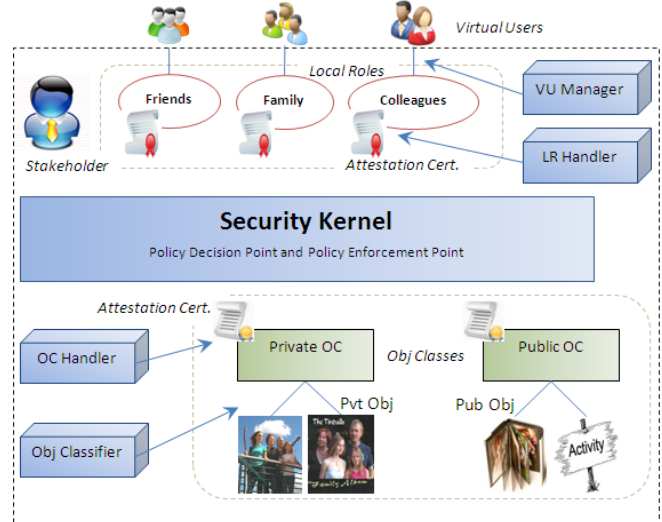 Virtual Users
Local Roles
VU Manager
Friends
Family
Colleagues
Stakeholder
Attestation Cert.
LR Handler
Security Kernel
Policy Decision Point and Policy Enforcement Point
Attestation Cert.
OC Handler
Private OC
Obj Classes
Public OC
Pvt Obj
Pub Obj
Obj Classifier
Activity
Family Album